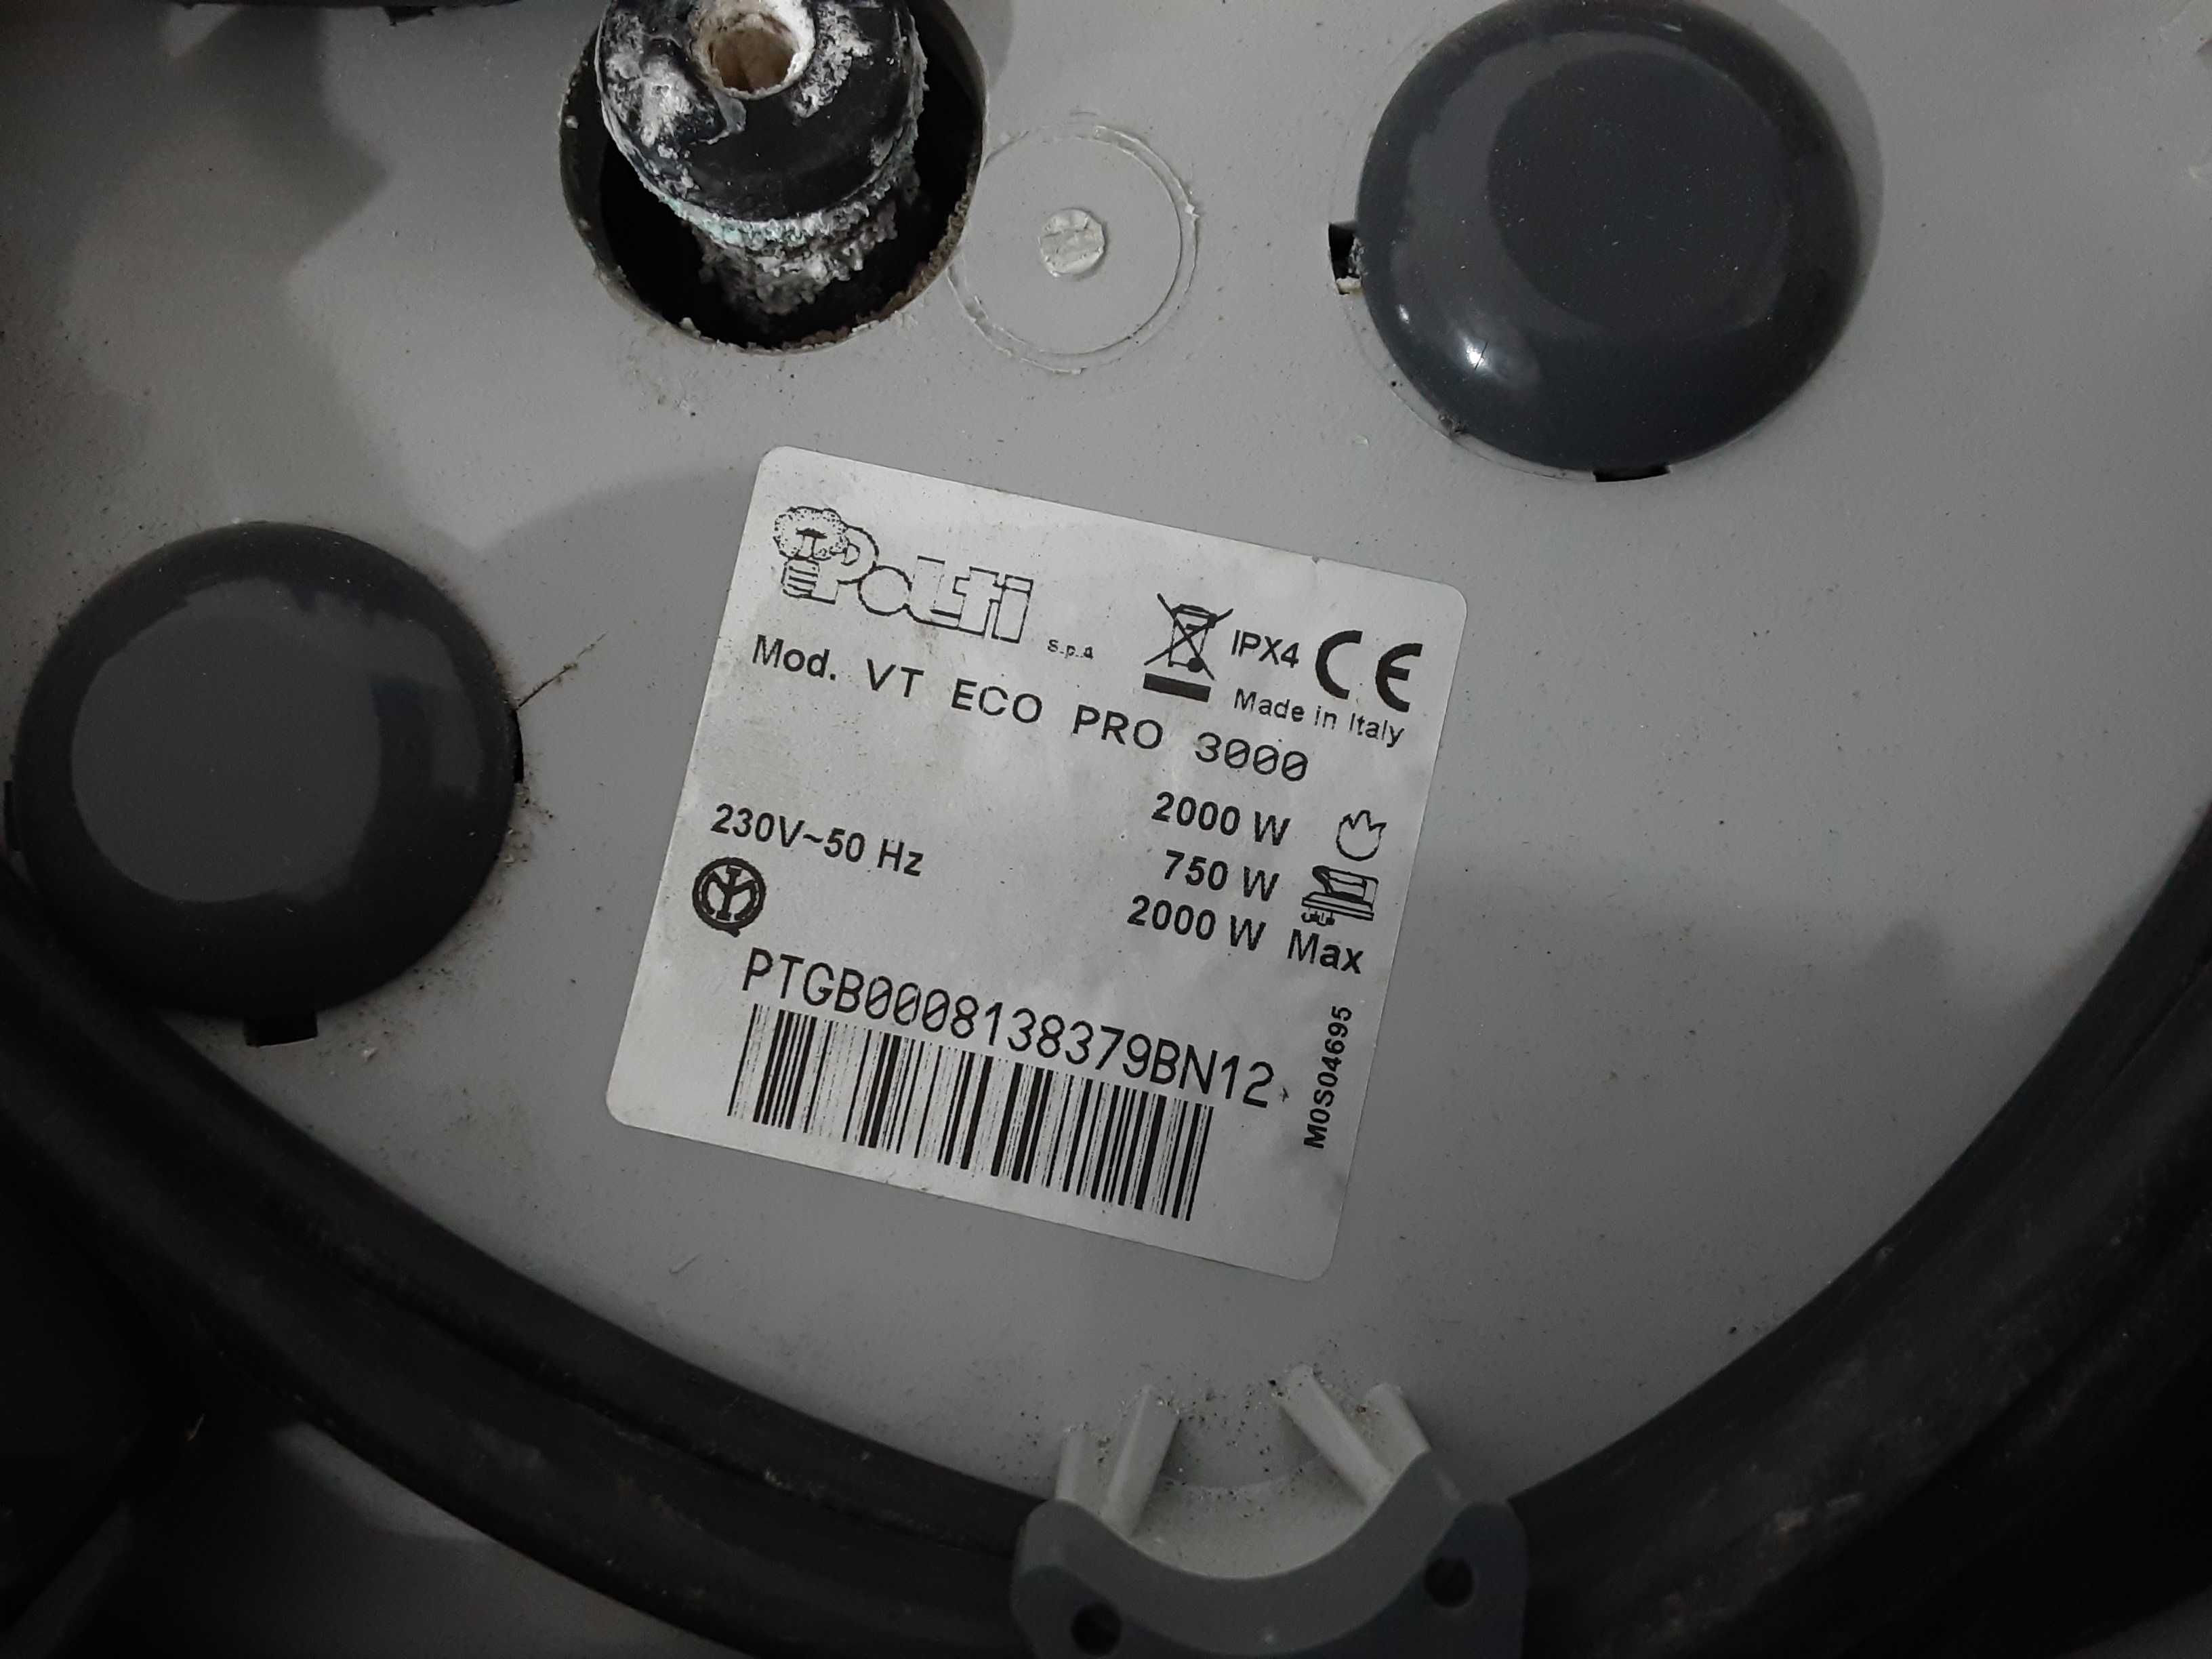 Polti s.p.a
IPX4 CE
Made in Italy
Mod. VT ECO PRO 3000
2000 W
230V~50 Hz
750 W
2000 W Max
PTGB0008138379BN12
M0S04695